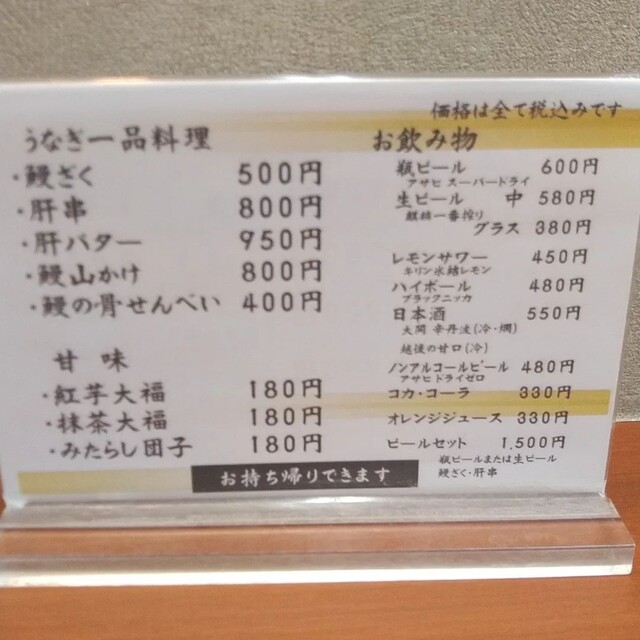 価格は全て税込みです
うなぎ一品料理
・鰻ざく 500円
・肝串 800円
・肝バター 950円
・鰻山かけ 800円
・鰻の骨せんべい 400円
甘味
・紅芋大福 180円
・抹茶大福 180円
・みたらし団子 180円
お飲み物
瓶ビール 600円
アサヒ スーパードライ
生ビール 中 580円
麒麟一番搾り
グラス 380円
レモンサワー 450円
キリン氷結レモン
ハイボール 480円
ブラックニッカ
日本酒 550円
大関 辛丹波(冷・燗)
越後の甘口(冷)
ノンアルコールビール 480円
アサヒドライゼロ
コカ・コーラ 330円
オレンジジュース 330円
ビールセット 1,500円
瓶ビールまたは生ビール
鰻ざく・肝串
お持ち帰りできます